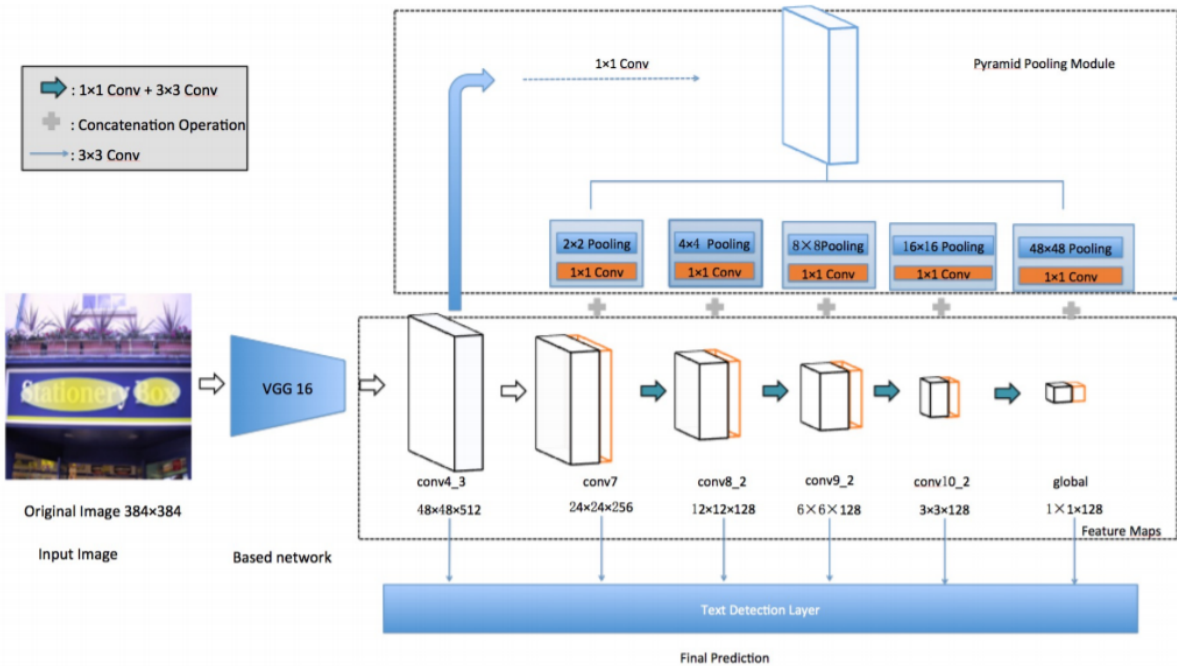 1×1 Conv
Pyramid Pooling Module
: 1×1 Conv + 3×3 Conv
: Concatenation Operation
: 3×3 Conv
2×2 Pooling
1×1 Conv
4×4 Pooling
1×1 Conv
8×8Pooling
1×1 Conv
16×16 Pooling
1×1 Conv
48×48 Pooling
1×1 Conv
Stationery Box
VGG 16
conv4_3
48×48×512
conv7
24×24×256
conv8_2
12×12×128
conv9_2
6×6×128
conv10_2
3×3×128
global
1×1×128
Feature Maps
Original Image 384×384
Input Image
Based network
Text Detection Layer
Final Prediction